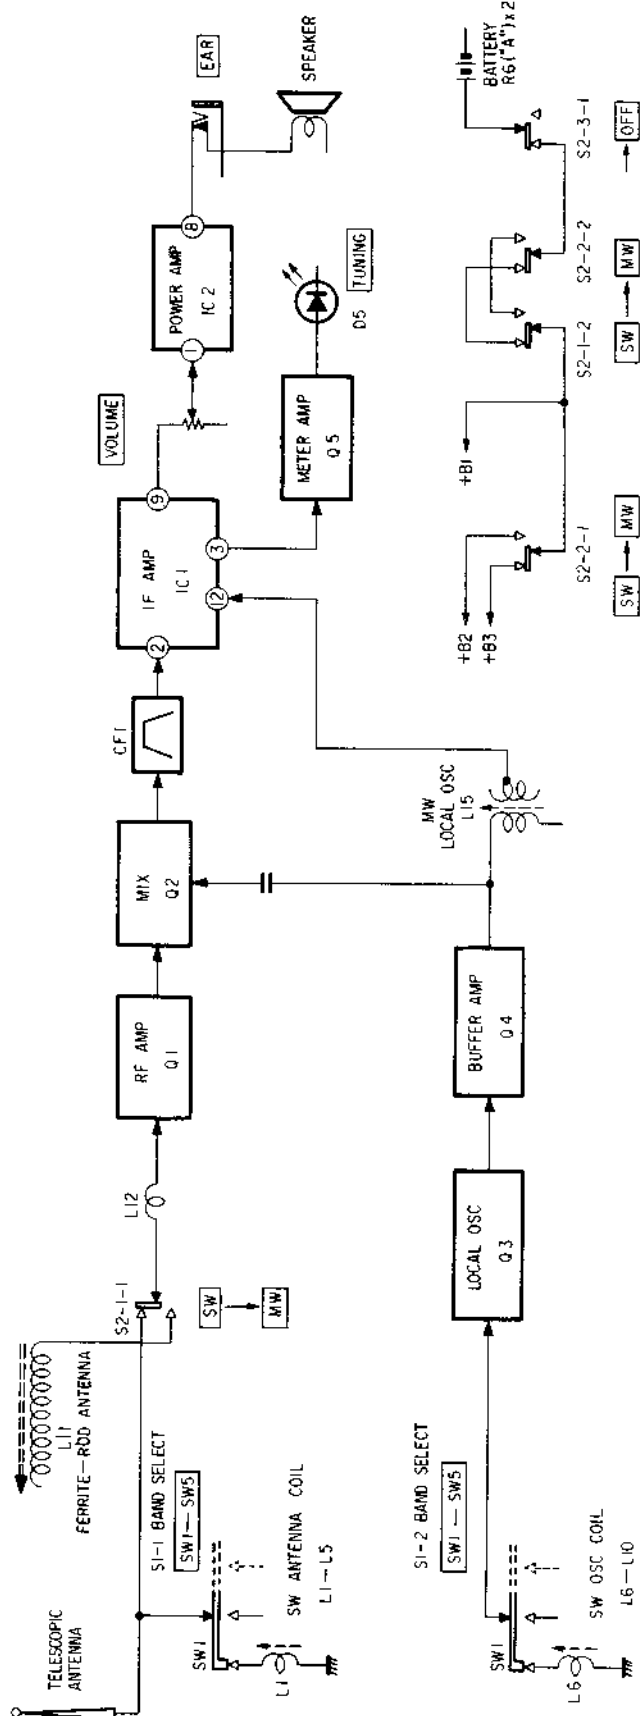 TELESCOPIC
ANTENNA
L11
FERRITE-ROD ANTENNA
S1-1 BAND SELECT
SW1—SW5
SW1
SW ANTENNA COIL
L1-L5
L1
S2-1-1
SW
MW
L12
RF AMP
Q1
MIX
Q2
CF1
2
IF AMP
IC1
9
12
3
VOLUME
1
POWER AMP
IC2
8
EAR
SPEAKER
METER AMP
Q5
D5
TUNING
S1-2 BAND SELECT
SW1—SW5
SW1
SW OSC COIL
L6-L10
L6
LOCAL OSC
Q3
BUFFER AMP
Q4
MW
LOCAL OSC
L15
+B2
+B3
S2-2-1
SW
MW
+B1
S2-1-2
S2-2-2
SW
MW
BATTERY
R6("A")x2
S2-3-1
OFF